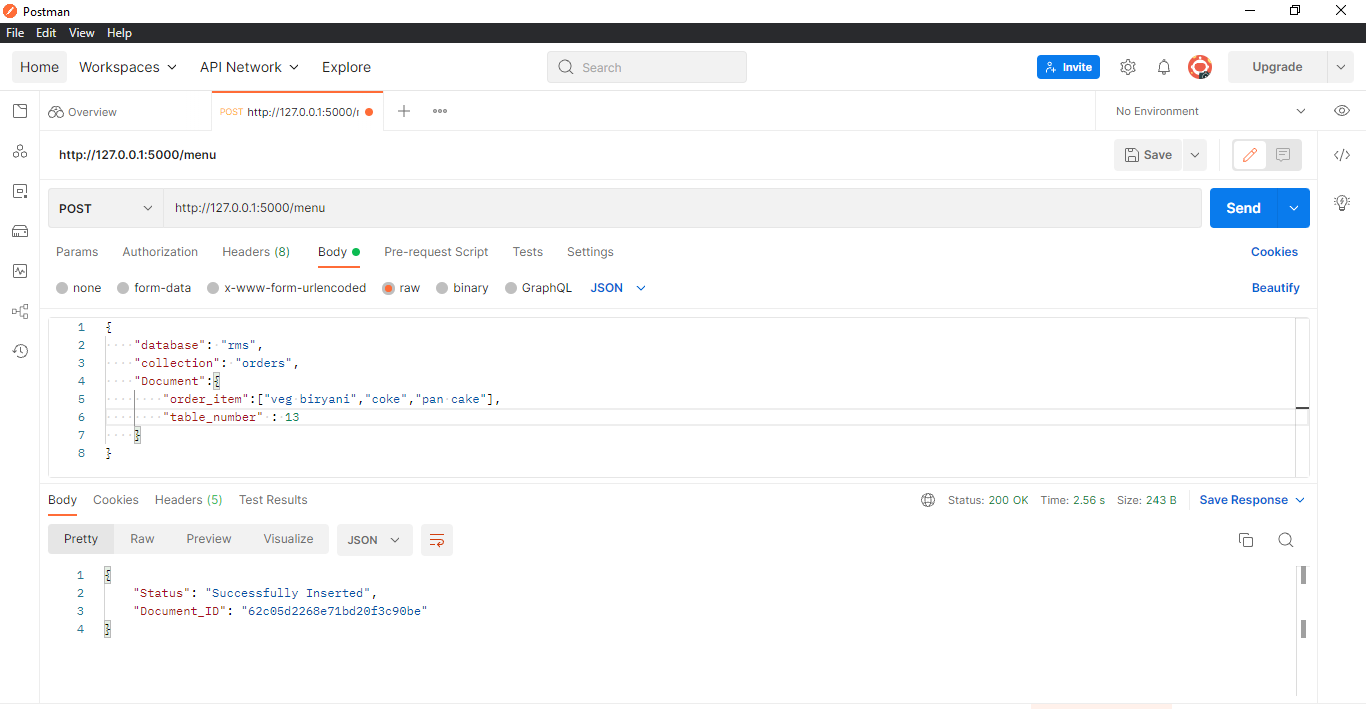 Postman
File Edit View Help
Home Workspaces API Network Explore Search Invite Upgrade
Overview POST http://127.0.0.1:5000/r No Environment
http://127.0.0.1:5000/menu Save
POST http://127.0.0.1:5000/menu Send
Params Authorization Headers (8) Body Pre-request Script Tests Settings Cookies
none form-data x-www-form-urlencoded raw binary GraphQL JSON Beautify
1 {
2 "database": "rms",
3 "collection": "orders",
4 "Document":{
5 "order_item":["veg biryani","coke","pan cake"],
6 "table_number" : 13
7 }
8 }
Body Cookies Headers (5) Test Results Status: 200 OK Time: 2.56 s Size: 243 B Save Response
Pretty Raw Preview Visualize JSON
1 {
2 "Status": "Successfully Inserted",
3 "Document_ID": "62c05d2268e71bd20f3c90be"
4 }